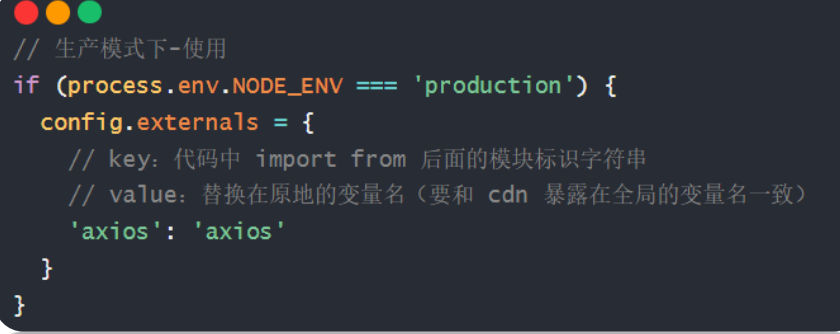 // 生产模式下-使用
if (process.env.NODE_ENV === 'production') {
  config.externals = {
    // key：代码中 import from 后面的模块标识字符串
    // value：替换在原地的变量名（要和 cdn 暴露在全局的变量名一致）
    'axios': 'axios'
  }
}